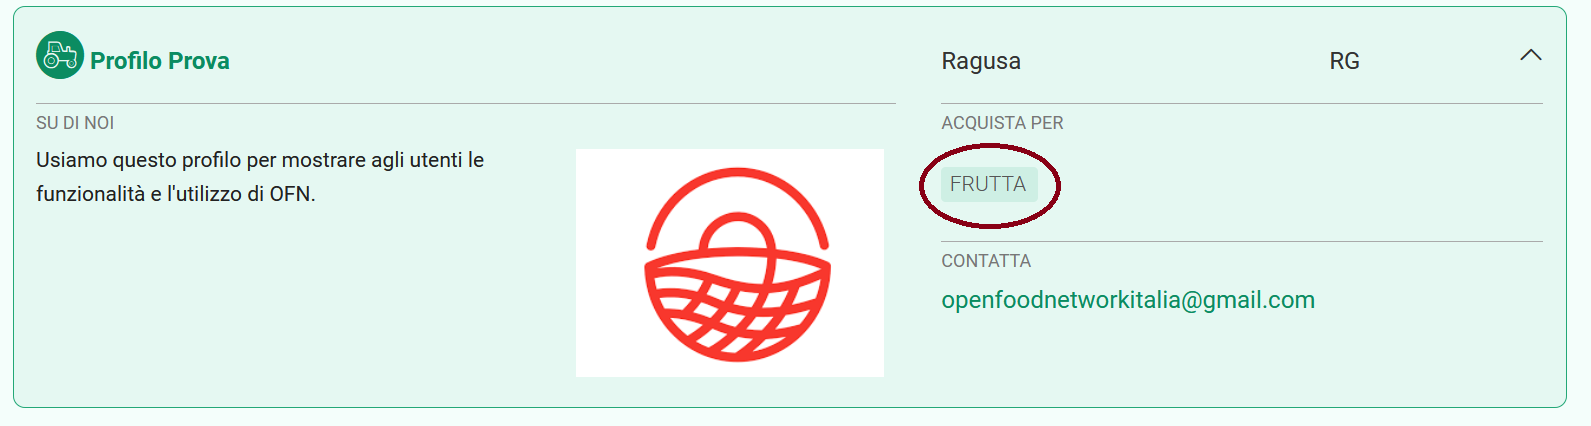 Profilo Prova
Ragusa
RG
SU DI NOI
Usiamo questo profilo per mostrare agli utenti le
funzionalità e l'utilizzo di OFN.
ACQUISTA PER
FRUTTA
CONTATTA
openfoodnetworkitalia@gmail.com